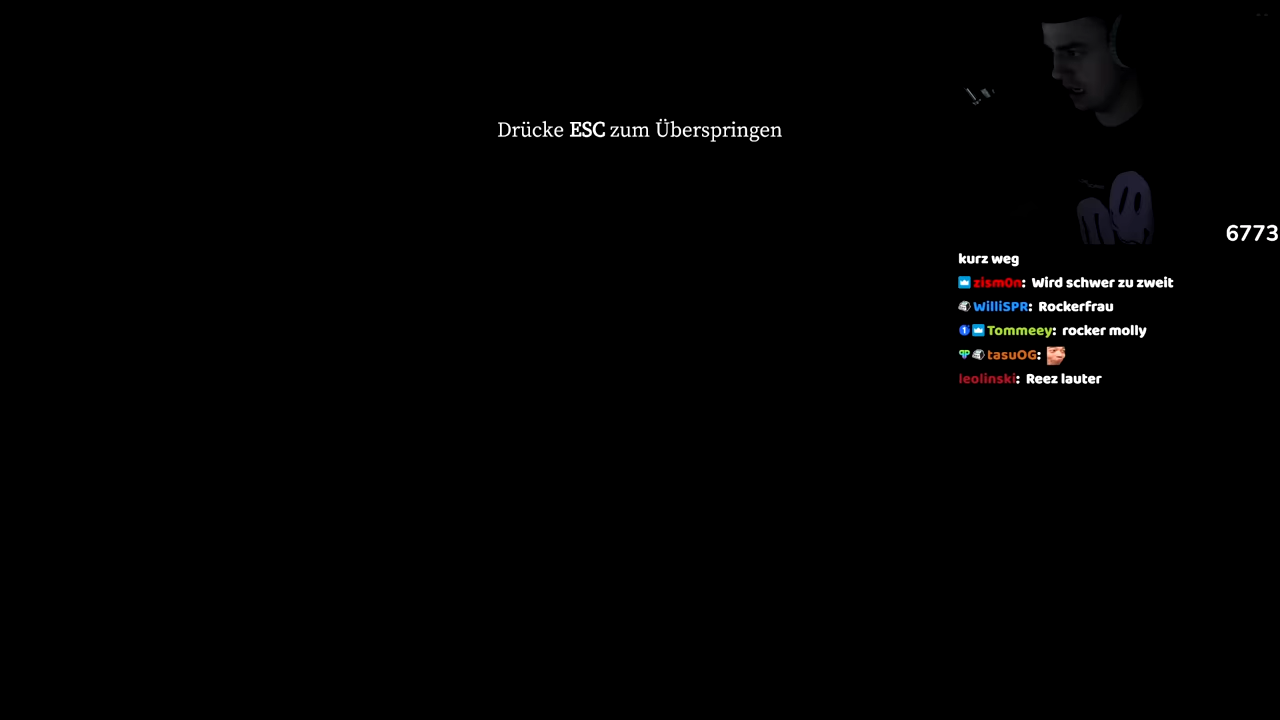 Drücke ESC zum Überspringen
6773
kurz weg
zism0n: Wird schwer zu zweit
WilliSPR: Rockerfrau
Tommeey: rocker molly
tasuOG:
leolinski: Reez lauter